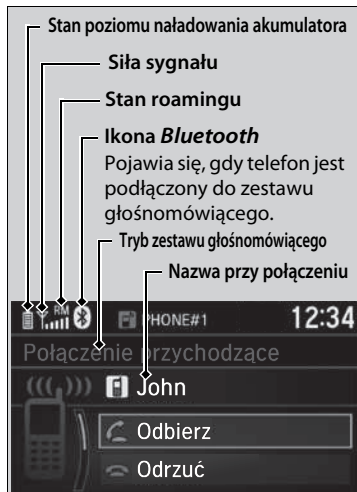 Stan poziomu naładowania akumulatora
Siła sygnału
Stan roamingu
Ikona Bluetooth
Pojawia się, gdy telefon jest
podłączony do zestawu
głośnomówiącego.
Tryb zestawu głośnomówiącego
Nazwa przy połączeniu
RM PHONE#1 12:34
Połączenie przychodzące
John
Odbierz
Odrzuć